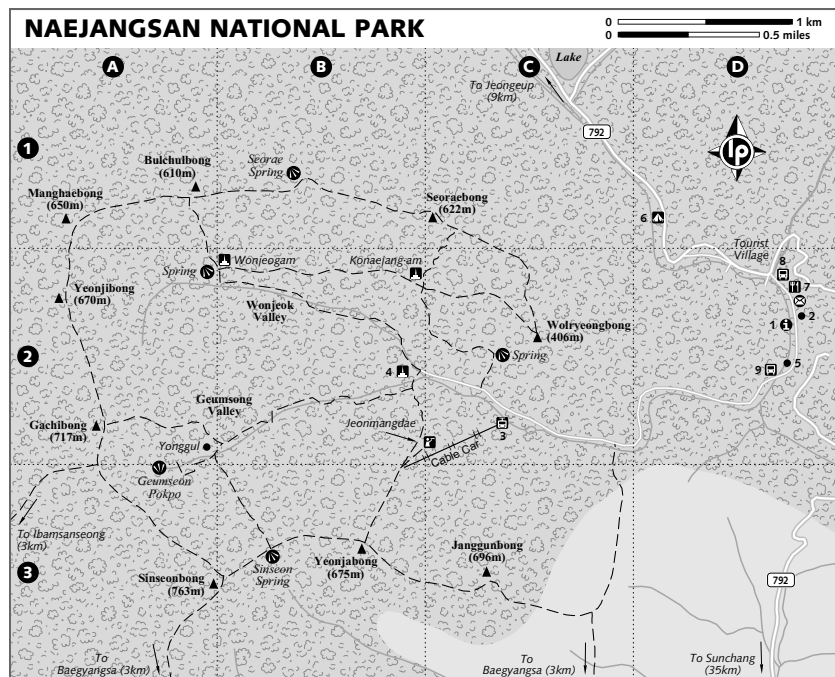 NAEJANGSAN NATIONAL PARK
0 1 km
0 0.5 miles
A
B
C
D
Lake
To Jeongeup
(9km)
792
1
Bulchulbong
(610m)
Seorae
Spring
Manghaebong
(650m)
Seoraebong
(622m)
lp
6
Tourist
Village
Wonjeogam
Konaejang-am
8
Spring
7
Yeonjibong
(670m)
Wonjeok
Valley
2
1
Wolryeongbong
(406m)
2
Spring
4
5
9
Geumsong
Valley
Gachibong
(717m)
Jeonmangdae
3
Yonggul
Cable Car
Geumseon
Pokpo
To Ibamsanseong
(3km)
3
Sinseon
Spring
Yeonjabong
(675m)
Janggunbong
(696m)
Sinseonbong
(763m)
792
To
Baegyangsa (3km)
To
Baegyangsa (3km)
To Sunchang
(35km)